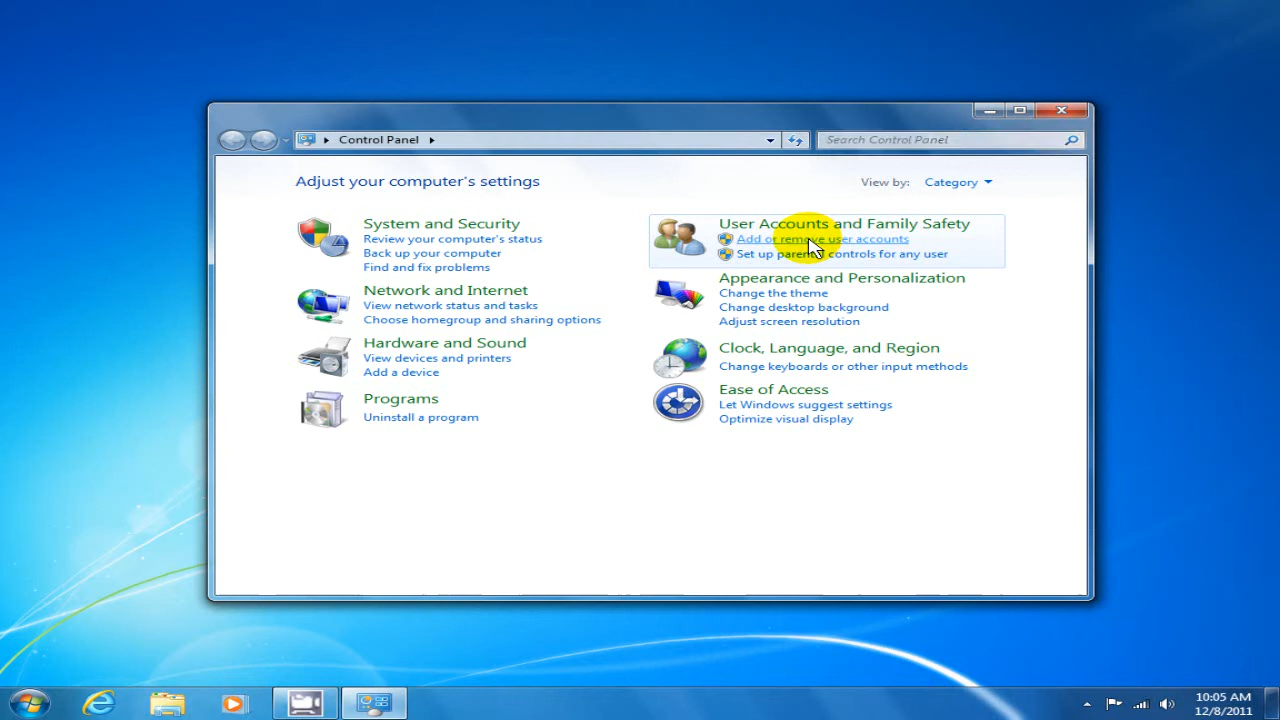 Control Panel
Search Control Panel
Adjust your computer's settings
View by: Category
System and Security
Review your computer's status
Back up your computer
Find and fix problems
Network and Internet
View network status and tasks
Choose homegroup and sharing options
Hardware and Sound
View devices and printers
Add a device
Programs
Uninstall a program
User Accounts and Family Safety
Add or remove user accounts
Set up parental controls for any user
Appearance and Personalization
Change the theme
Change desktop background
Adjust screen resolution
Clock, Language, and Region
Change keyboards or other input methods
Ease of Access
Let Windows suggest settings
Optimize visual display
10:05 AM
12/8/2011